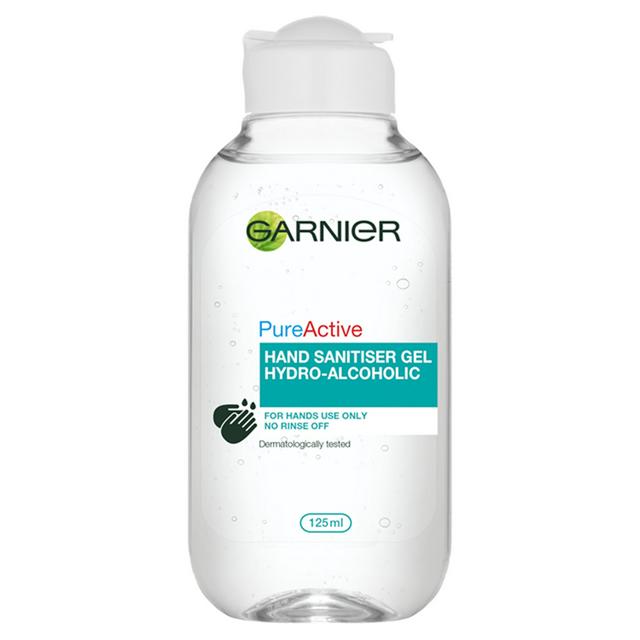 GARNIER
PureActive
HAND SANITISER GEL
HYDRO-ALCOHOLIC
FOR HANDS USE ONLY
NO RINSE OFF
Dermatologically tested
125ml